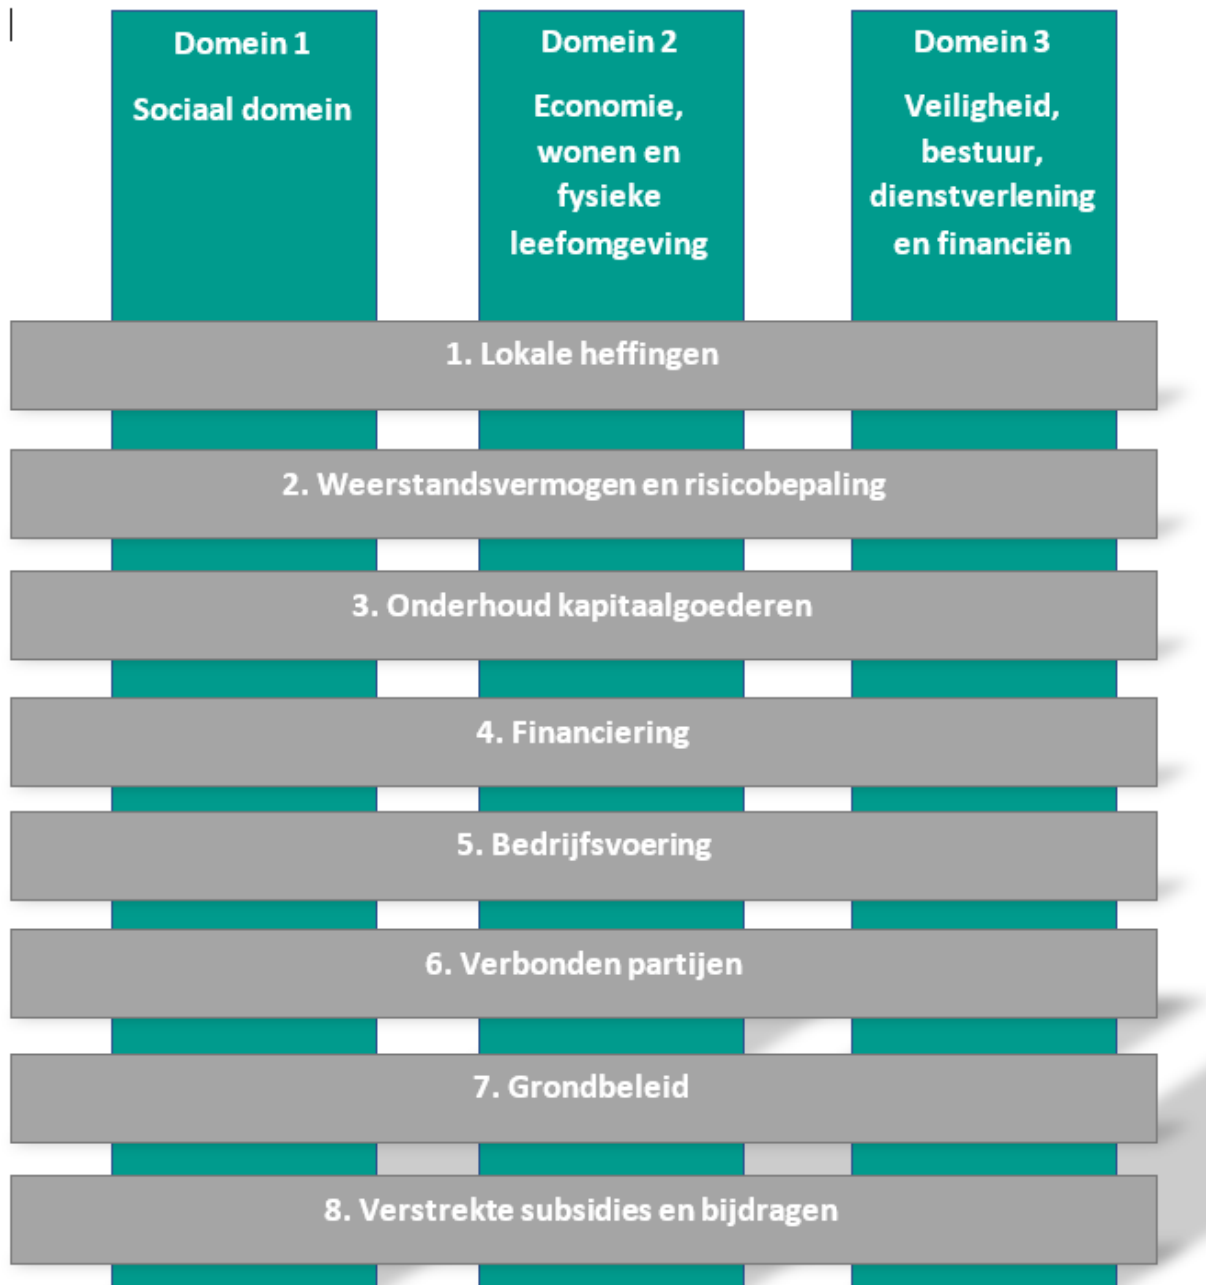 Domein 1
Sociaal domein
Domein 2
Economie,
wonen en
fysieke
leefomgeving
Domein 3
Veiligheid,
bestuur,
dienstverlening
en financiën
1. Lokale heffingen
2. Weerstandsvermogen en risicobepaling
3. Onderhoud kapitaalgoederen
4. Financiering
5. Bedrijfsvoering
6. Verbonden partijen
7. Grondbeleid
8. Verstrekte subsidies en bijdragen